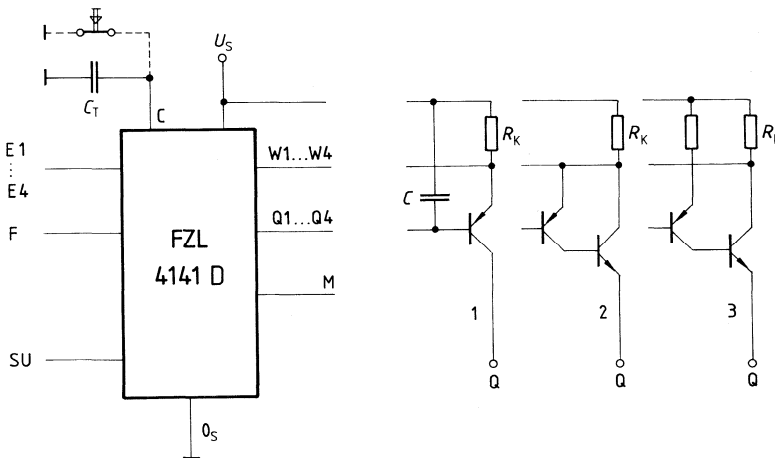 U_S
C_T
C
E1
⋮
E4
F
SU
FZL
4141 D
W1...W4
Q1...Q4
M
0_S
R_K
C
1
Q
R_K
2
Q
3
Q